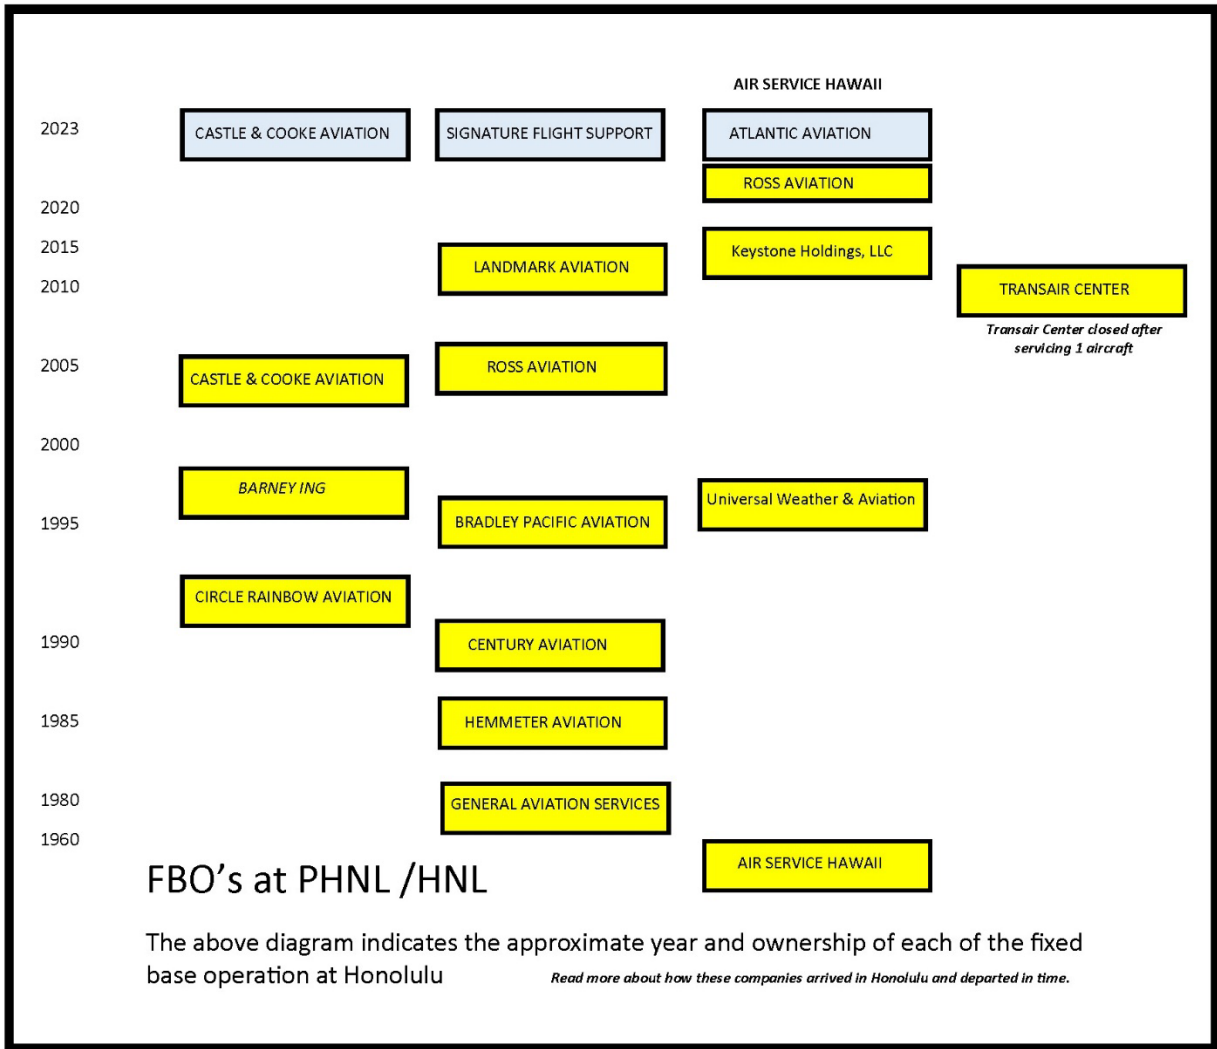 AIR SERVICE HAWAII
2023
CASTLE & COOKE AVIATION
SIGNATURE FLIGHT SUPPORT
ATLANTIC AVIATION
ROSS AVIATION
2020
2015
Keystone Holdings, LLC
LANDMARK AVIATION
2010
TRANSAIR CENTER
Transair Center closed after
servicing 1 aircraft
2005
ROSS AVIATION
CASTLE & COOKE AVIATION
2000
BARNEY ING
Universal Weather & Aviation
1995
BRADLEY PACIFIC AVIATION
CIRCLE RAINBOW AVIATION
1990
CENTURY AVIATION
1985
HEMMETER AVIATION
1980
GENERAL AVIATION SERVICES
1960
AIR SERVICE HAWAII
FBO’s at PHNL /HNL
The above diagram indicates the approximate year and ownership of each of the fixed
base operation at Honolulu
Read more about how these companies arrived in Honolulu and departed in time.